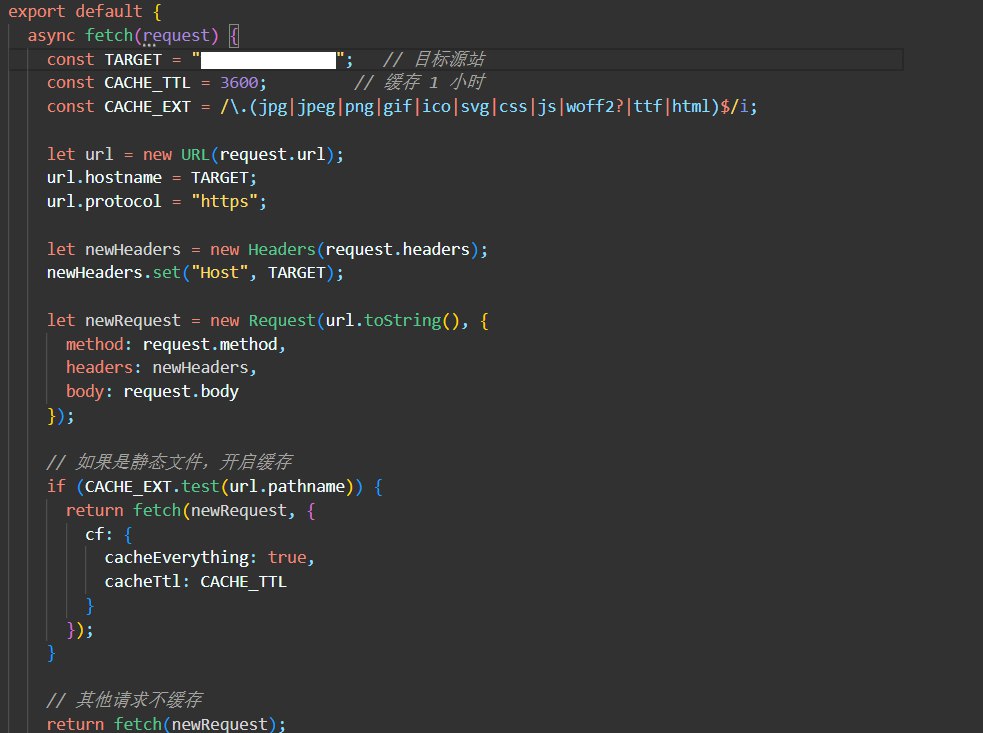 export default {
async fetch(request) {
const TARGET = ""; // 目标源站
const CACHE_TTL = 3600; // 缓存 1 小时
const CACHE_EXT = /\.(jpg|jpeg|png|gif|ico|svg|css|js|woff2?|ttf|html)$/i;
let url = new URL(request.url);
url.hostname = TARGET;
url.protocol = "https";
let newHeaders = new Headers(request.headers);
newHeaders.set("Host", TARGET);
let newRequest = new Request(url.toString(), {
method: request.method,
headers: newHeaders,
body: request.body
});
// 如果是静态文件，开启缓存
if (CACHE_EXT.test(url.pathname)) {
return fetch(newRequest, {
cf: {
cacheEverything: true,
cacheTtl: CACHE_TTL
}
});
}
// 其他请求不缓存
return fetch(newRequest);